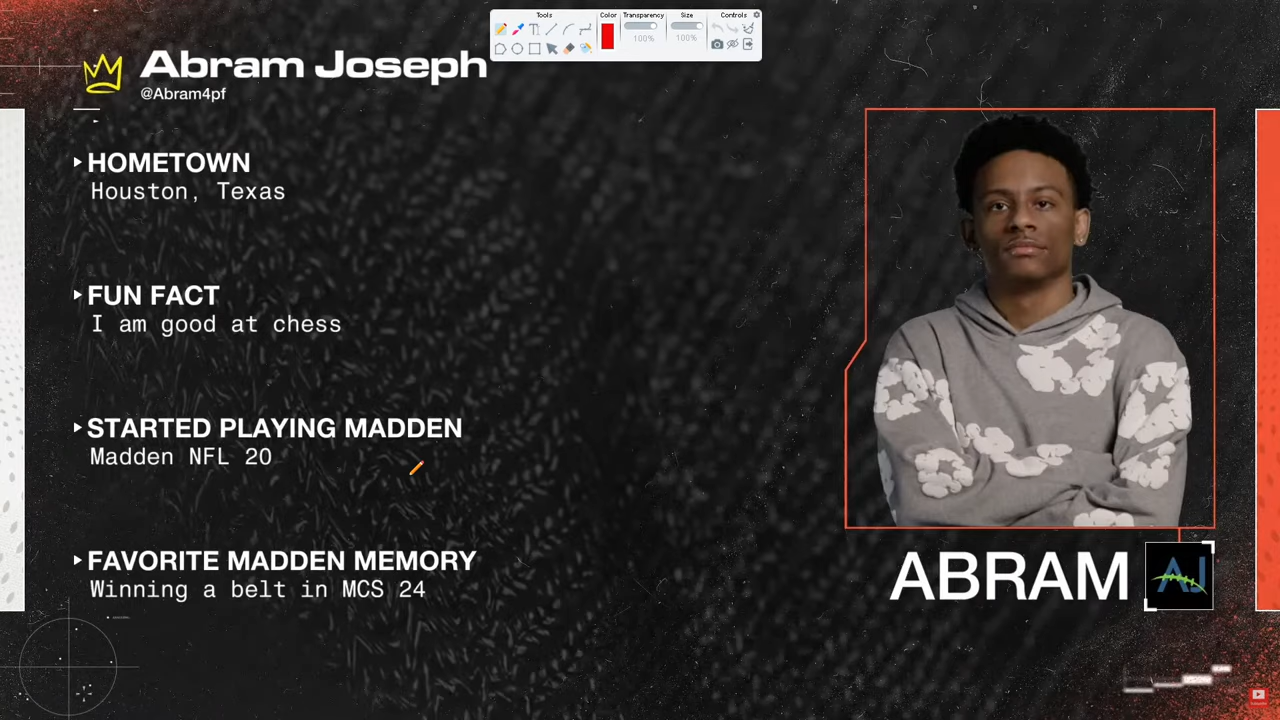 Tools
Color
Transparency
Size
Controls
100%
100%
Abram Joseph
@Abram4pf
HOMETOWN
Houston, Texas
FUN FACT
I am good at chess
STARTED PLAYING MADDEN
Madden NFL 20
FAVORITE MADDEN MEMORY
Winning a belt in MCS 24
ABRAM
AJ